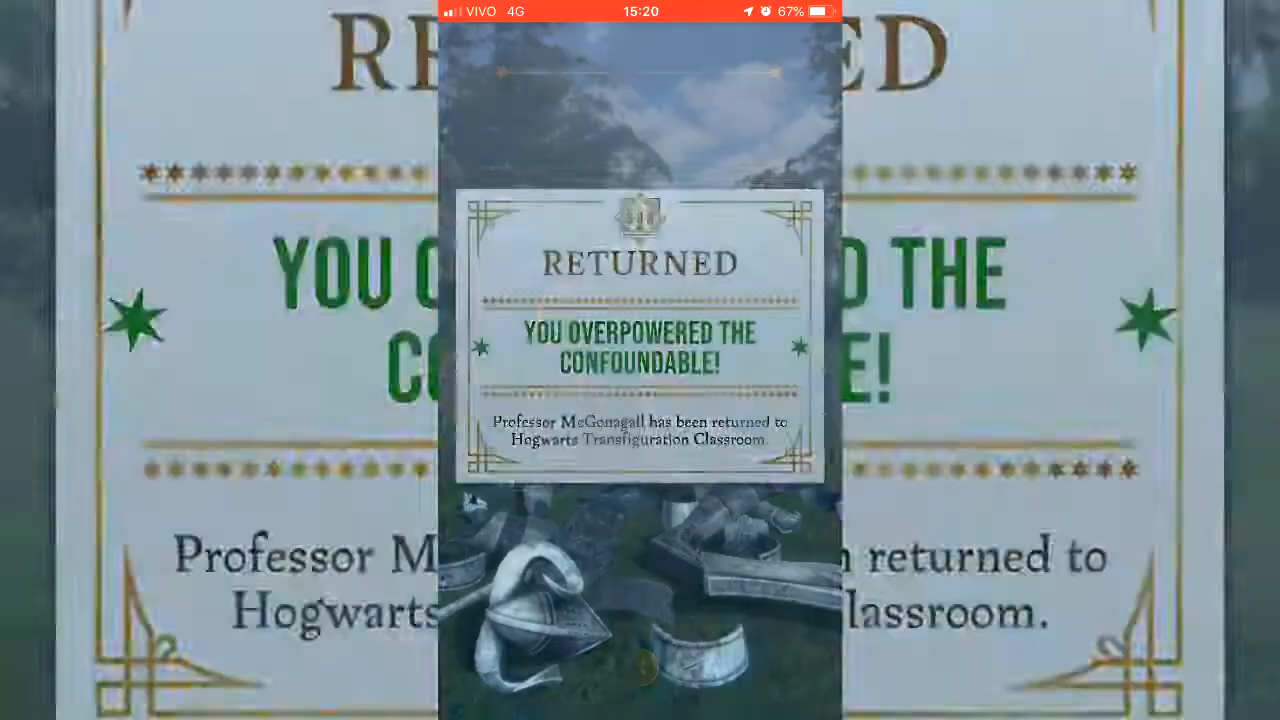 VIVO 4G 15:20 67%
RETURNED
YOU OVERPOWERED THE
CONFOUNDABLE!
Professor McGonagall has been returned to
Hogwarts Transfiguration Classroom.